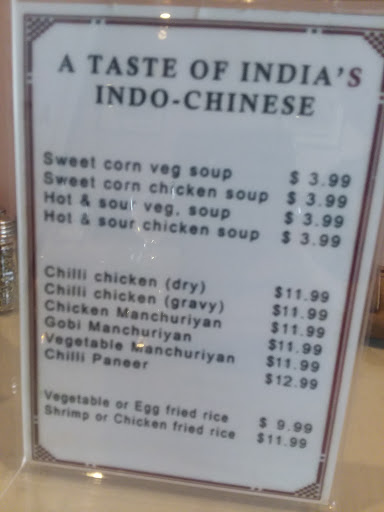 A TASTE OF INDIA'S
INDO-CHINESE
Sweet corn veg soup $ 3.99
Sweet corn chicken soup $ 3.99
Hot & sour veg. soup $ 3.99
Hot & sour chicken soup $ 3.99
Chilli chicken (dry) $11.99
Chilli chicken (gravy) $11.99
Chicken Manchuriyan $11.99
Gobi Manchuriyan $11.99
Vegetable Manchuriyan $11.99
Chilli Paneer $12.99
Vegetable or Egg fried rice $ 9.99
Shrimp or Chicken fried rice $11.99